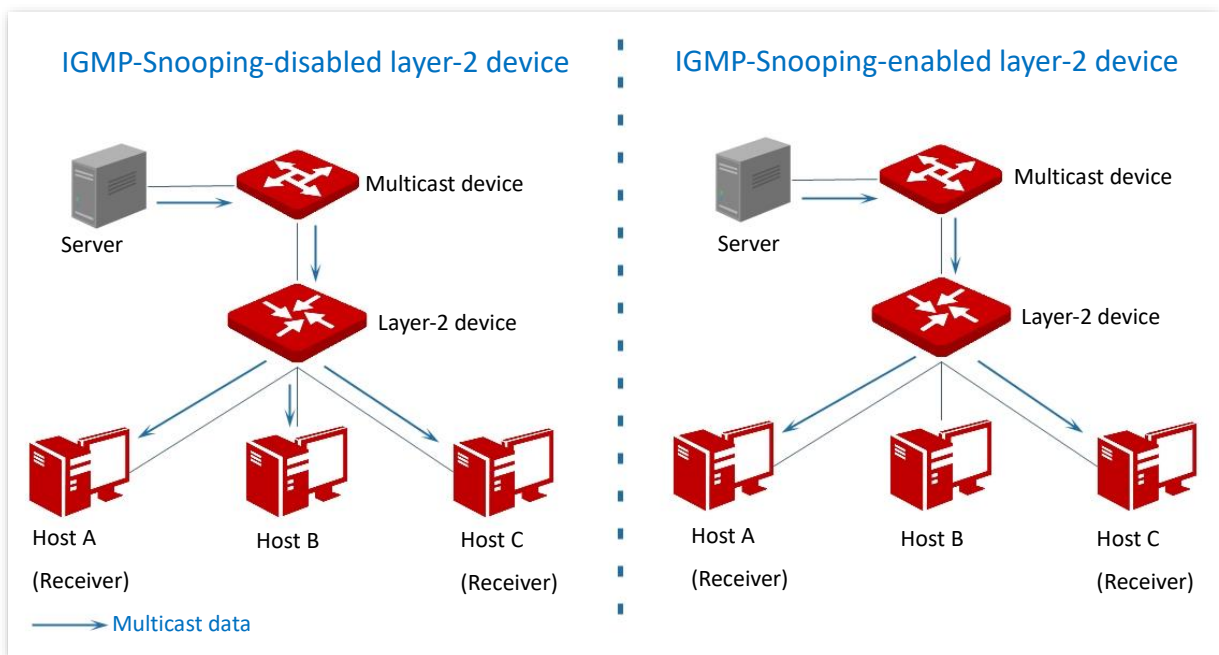 IGMP-Snooping-disabled layer-2 device
Server
Multicast device
Layer-2 device
Host A
(Receiver)
Host B
Host C
(Receiver)
Multicast data
IGMP-Snooping-enabled layer-2 device
Server
Multicast device
Layer-2 device
Host A
(Receiver)
Host B
Host C
(Receiver)